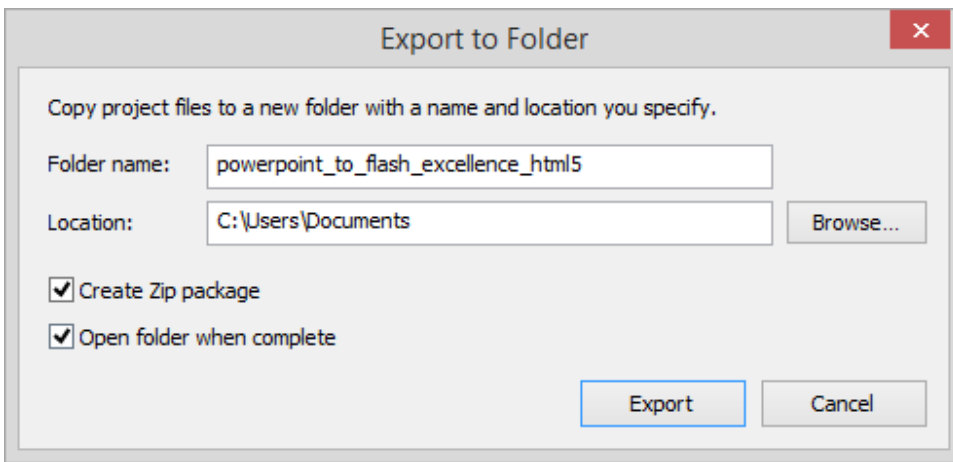 Export to Folder
Copy project files to a new folder with a name and location you specify.
Folder name: powerpoint_to_flash_excellence_html5
Location: C:\Users\Documents Browse...
Create Zip package
Open folder when complete
Export Cancel